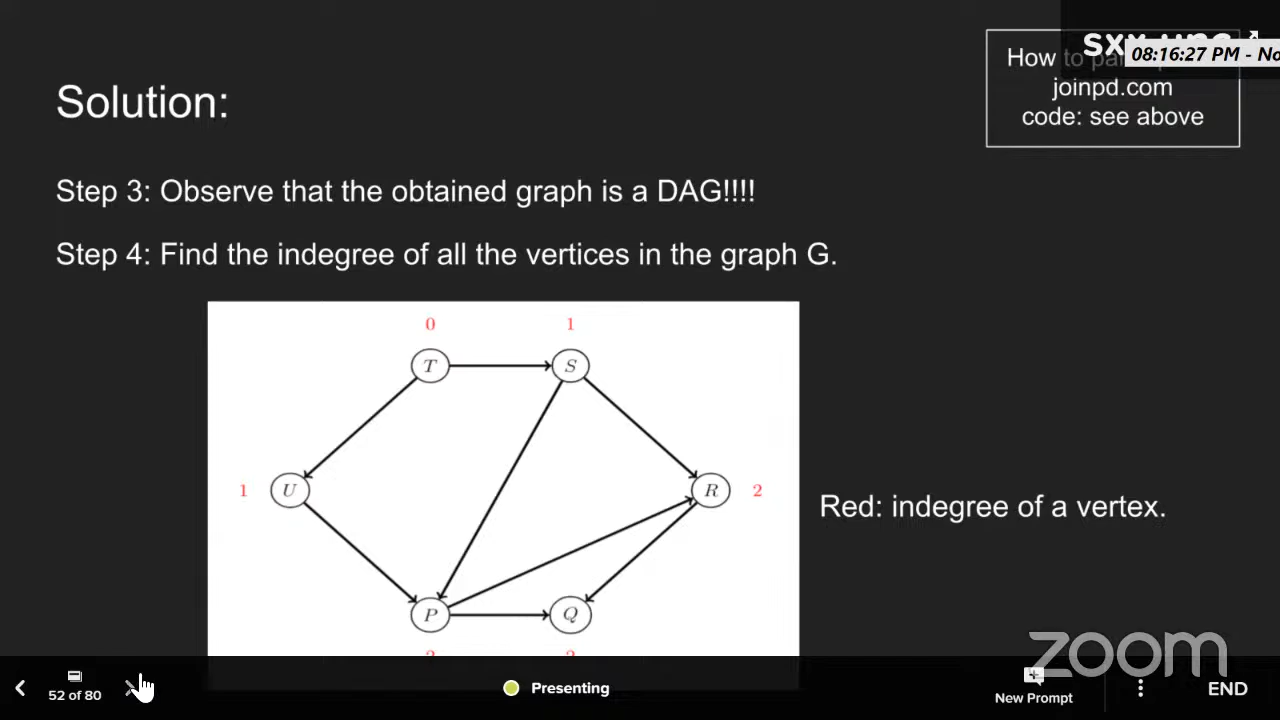 How to
joinpd.com
code: see above
08:16:27 PM - No
Solution:
Step 3: Observe that the obtained graph is a DAG!!!!
Step 4: Find the indegree of all the vertices in the graph G.
0 1
T S
1 U R 2
Red: indegree of a vertex.
P Q
zoom
52 of 80
Presenting
New Prompt
END